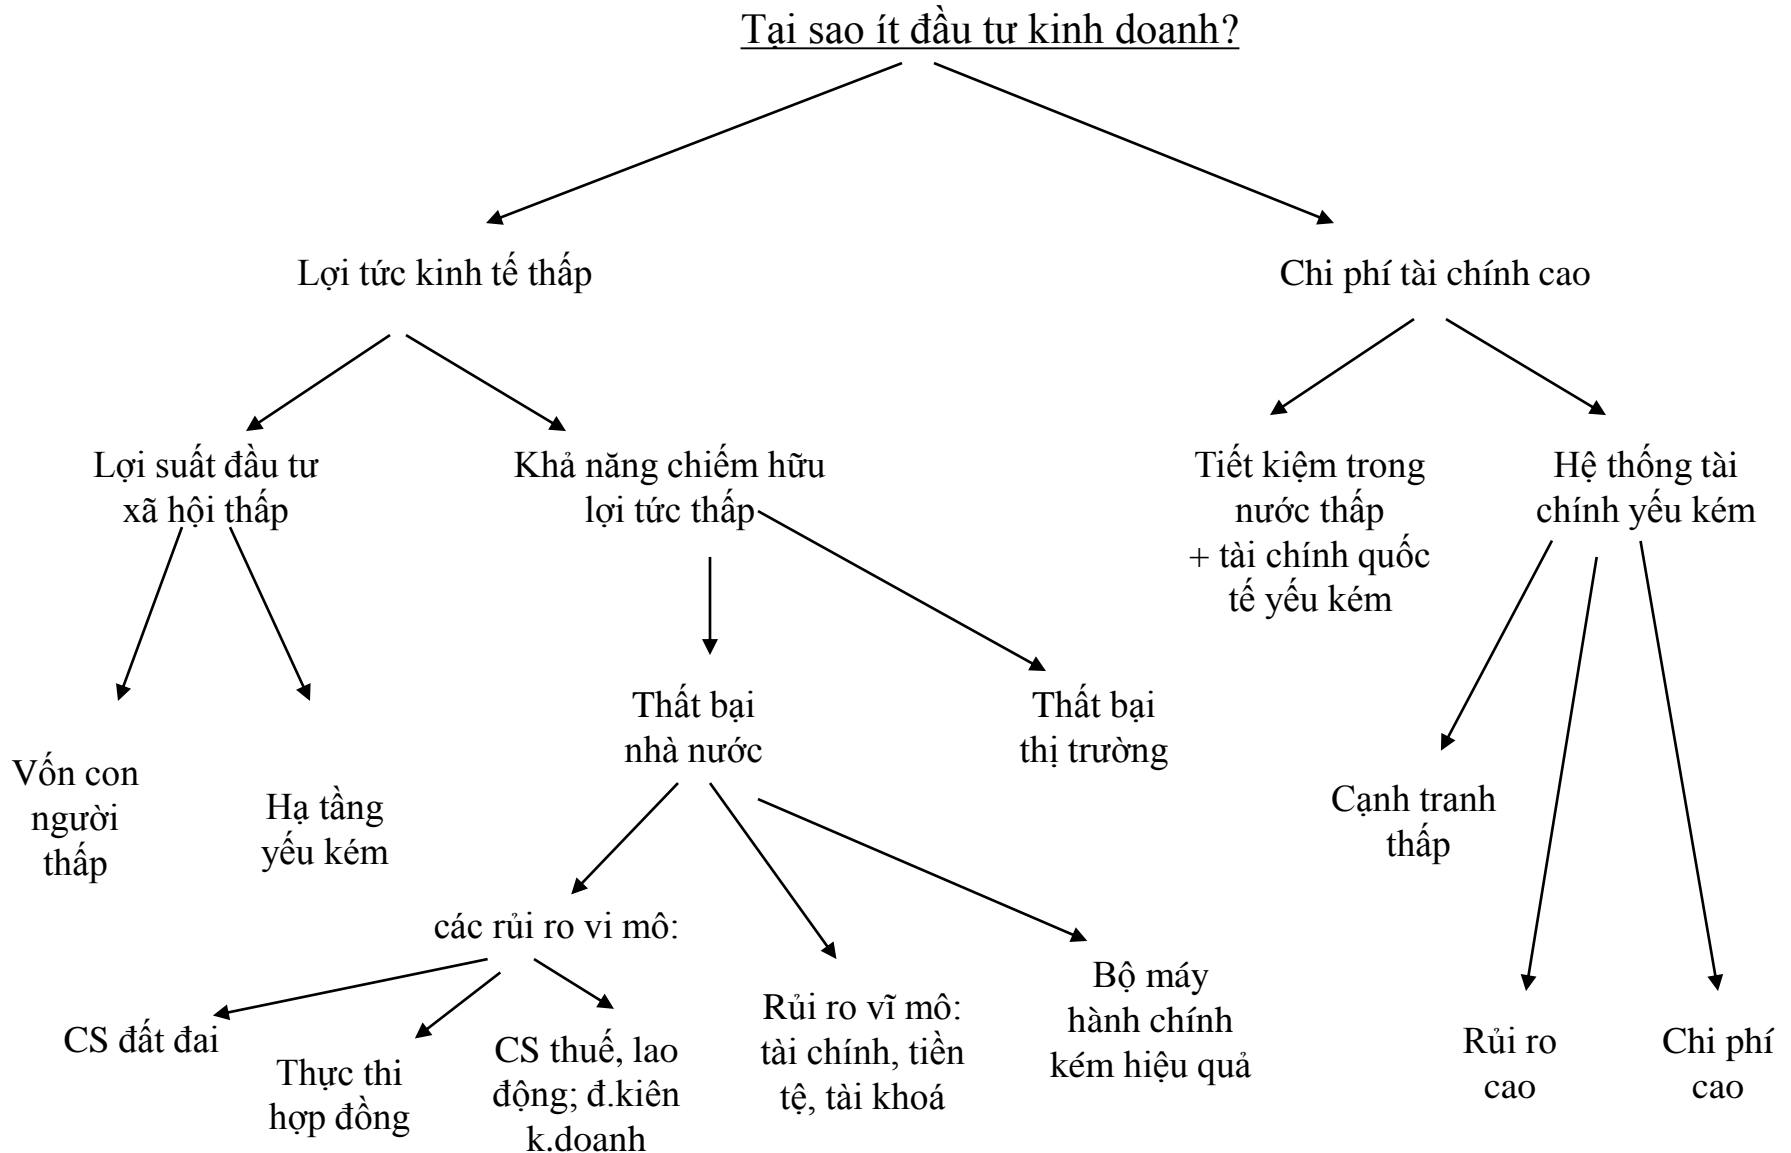 Tại sao ít đầu tư kinh doanh?
Lợi tức kinh tế thấp
Chi phí tài chính cao
Lợi suất đầu tư
xã hội thấp
Khả năng chiếm hữu
lợi tức thấp
Tiết kiệm trong
nước thấp
+ tài chính quốc
tế yếu kém
Hệ thống tài
chính yếu kém
Vốn con
người
thấp
Hạ tầng
yếu kém
Thất bại
nhà nước
Thất bại
thị trường
Cạnh tranh
thấp
các rủi ro vi mô:
CS đất đai
Thực thi
hợp đồng
CS thuế, lao
động; đ.kiên
k.doanh
Rủi ro vĩ mô:
tài chính, tiền
tệ, tài khoá
Bộ máy
hành chính
kém hiệu quả
Rủi ro
cao
Chi phí
cao